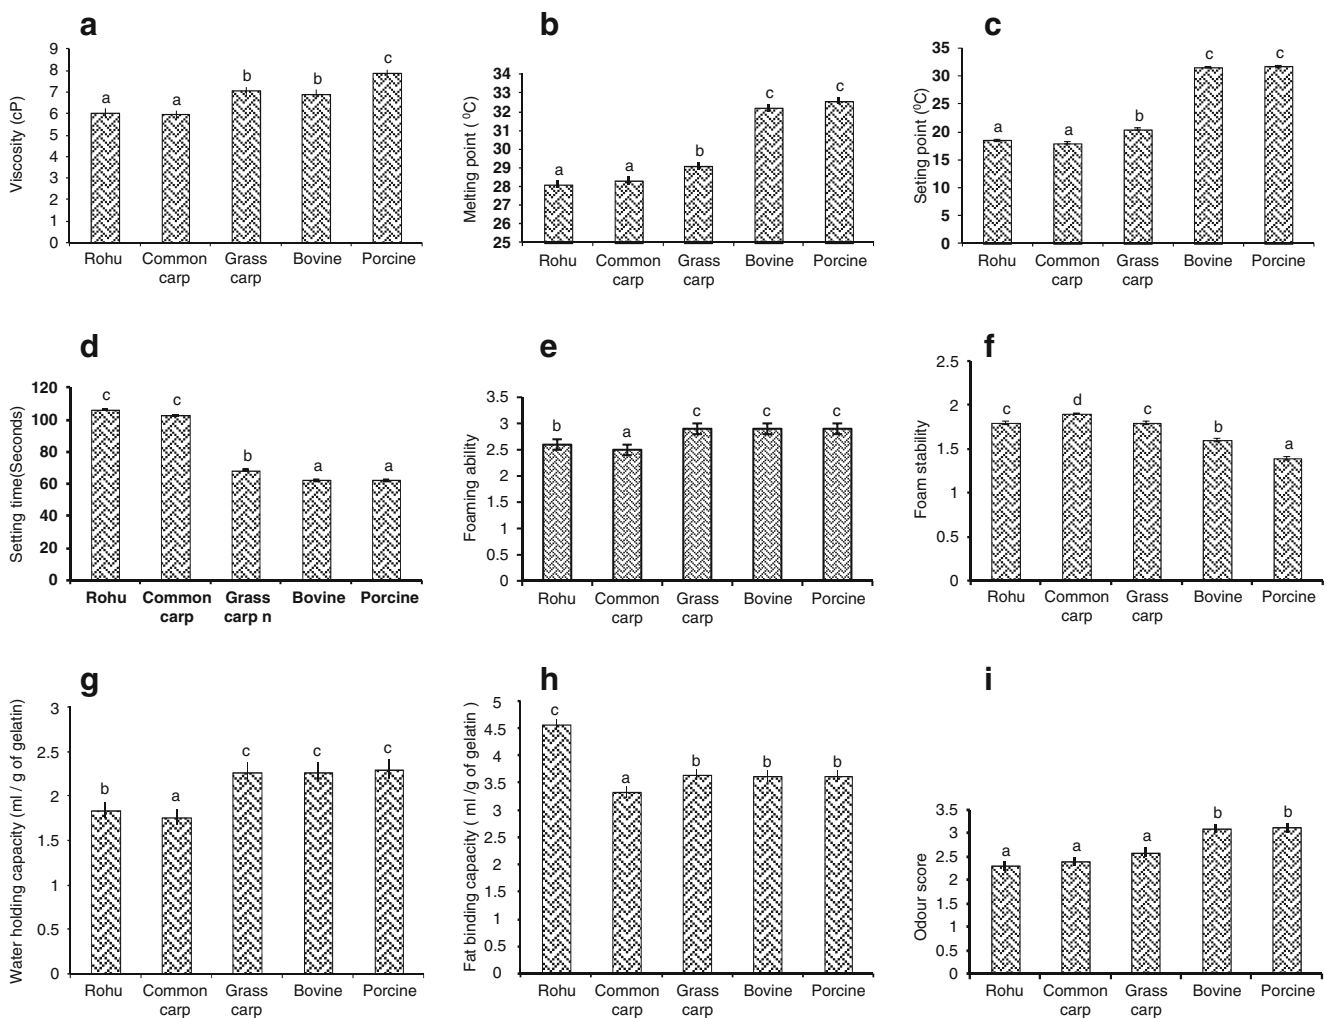 a
Viscosity (cP)
9
8
7
6
5
4
3
2
1
0
a
a
b
b
c
Rohu
Common
carp
Grass
carp
Bovine
Porcine
b
Melting point ( ⁰C)
34
33
32
31
30
29
28
27
26
25
a
a
b
c
c
Rohu
Common
carp
Grass
carp
Bovine
Porcine
c
Seting point (⁰C)
35
30
25
20
15
10
5
0
a
a
b
c
c
Rohu
Common
carp
Grass
carp
Bovine
Porcine
d
Setting time(Seconds)
120
100
80
60
40
20
0
c
c
b
a
a
Rohu
Common
carp
Grass
carp n
Bovine
Porcine
e
Foaming ability
3.5
3
2.5
2
1.5
1
0.5
0
b
a
c
c
c
Rohu
Common
carp
Grass
carp
Bovine
Porcine
f
Foam stability
2.5
2
1.5
1
0.5
0
c
d
c
b
a
Rohu
Common
carp
Grass
carp
Bovine
Porcine
g
Water holding capacity (ml / g of gelatin)
3
2.5
2
1.5
1
0.5
0
b
a
c
c
c
Rohu
Common
carp
Grass
carp
Bovine
Porcine
h
Fat binding capacity ( ml /g of gelatin )
5
4.5
4
3.5
3
2.5
2
1.5
1
0.5
0
c
a
b
b
b
Rohu
Common
carp
Grass
carp
Bovine
Porcine
i
Odour score
3.5
3
2.5
2
1.5
1
0.5
0
a
a
a
b
b
Rohu
Common
carp
Grass
carp
Bovine
Porcine